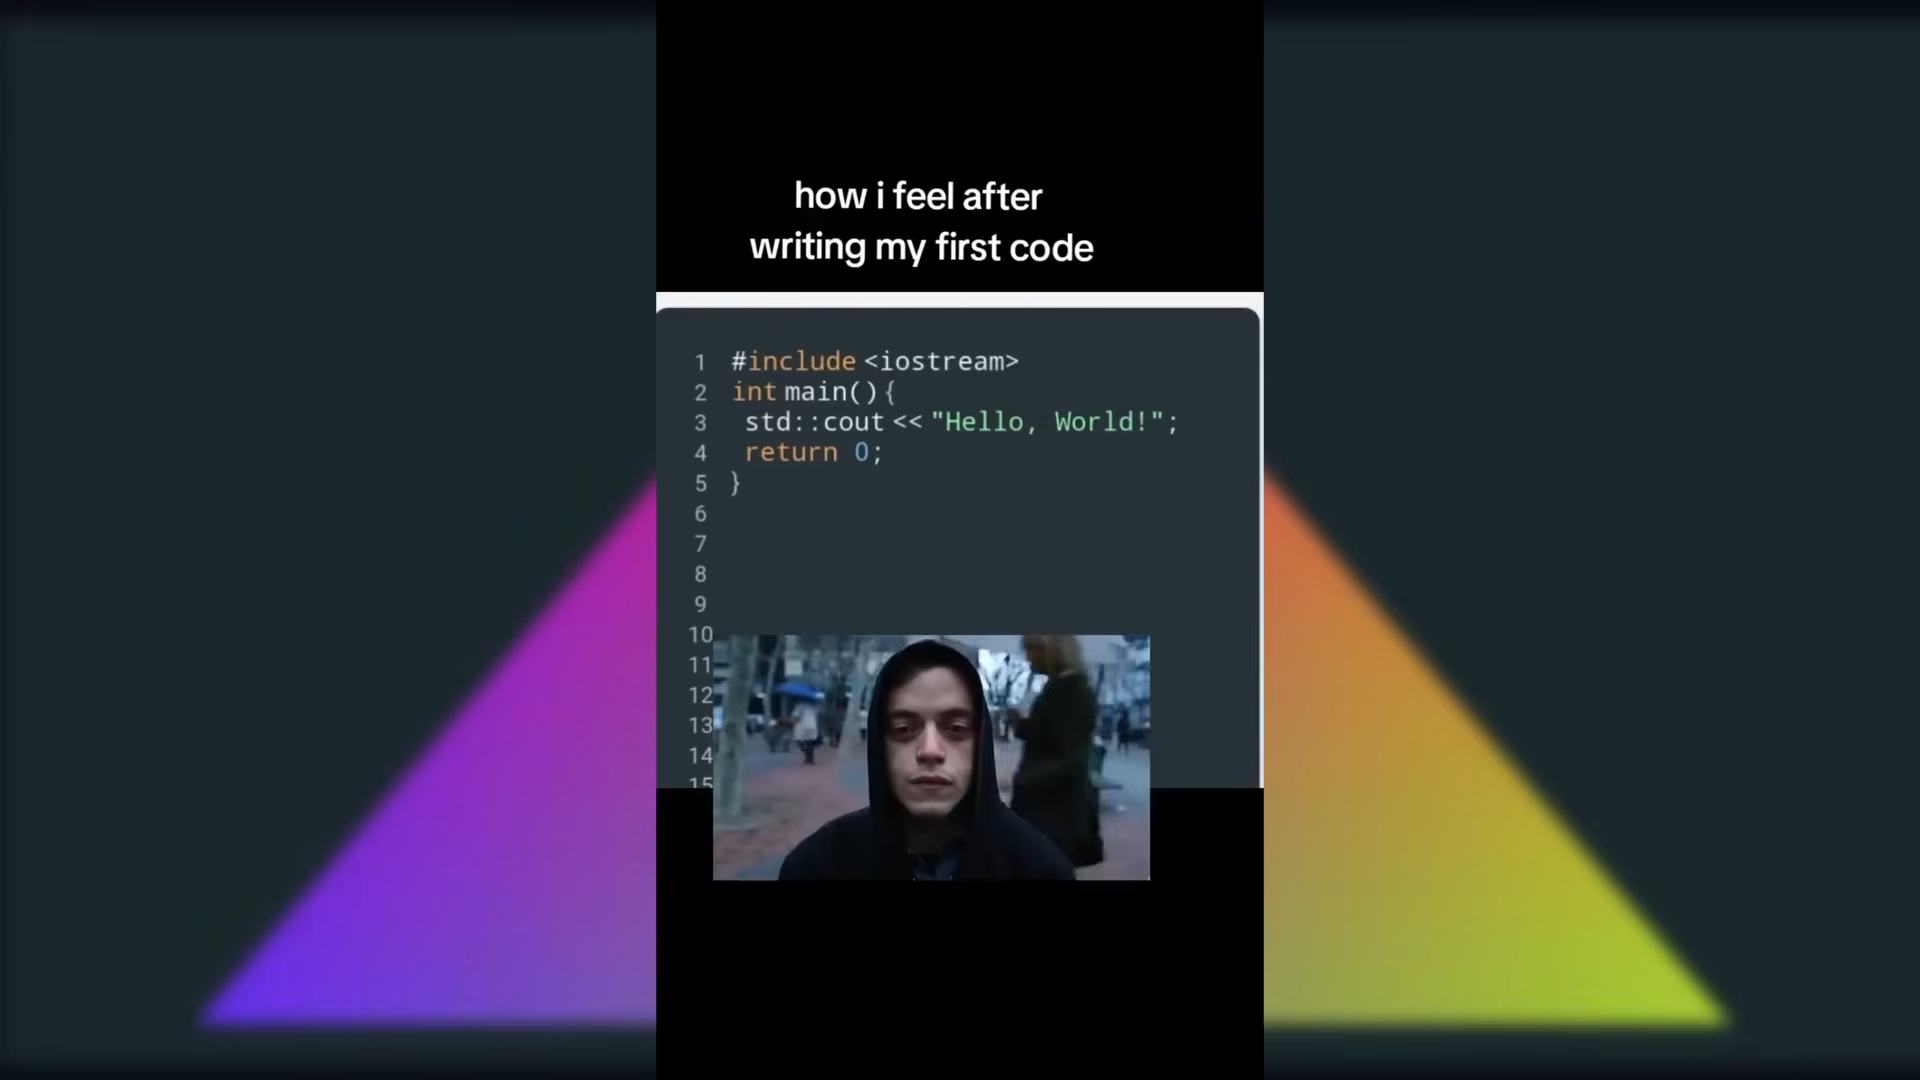 how i feel after
writing my first code
1 #include <iostream>
2 int main(){
3 std::cout << "Hello, World!";
4 return 0;
5 }
6
7
8
9
10
11
12
13
14
15